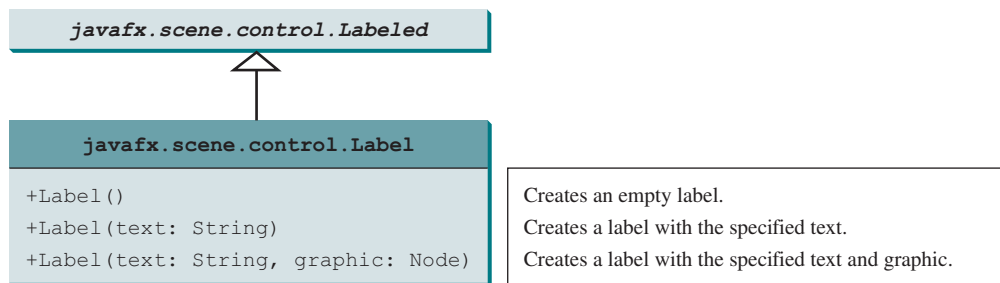 javafx.scene.control.Labeled
javafx.scene.control.Label
+Label()
+Label(text: String)
+Label(text: String, graphic: Node)
Creates an empty label.
Creates a label with the specified text.
Creates a label with the specified text and graphic.